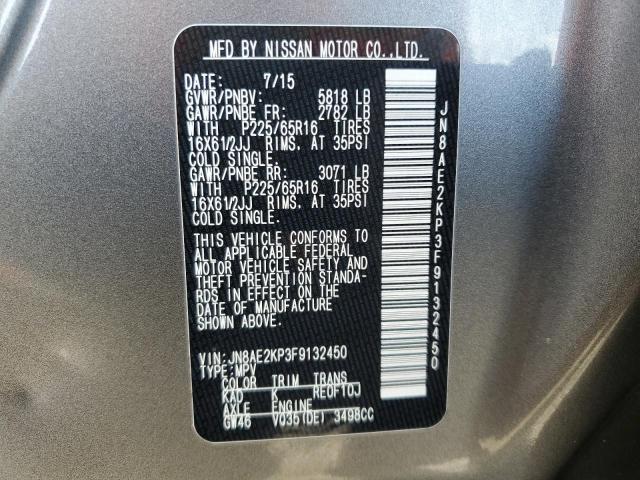 MFD BY NISSAN MOTOR CO.,LTD.
DATE: 7/15
GVWR/PNBV: 5818 LB
GAWR/PNBE FR: 2782 LB
WITH P225/65R16 TIRES
16X61/2JJ RIMS. AT 35PSI
COLD SINGLE.
GAWR/PNBE RR: 3071 LB
WITH P225/65R16 TIRES
16X61/2JJ RIMS. AT 35PSI
COLD SINGLE.
THIS VEHICLE CONFORMS TO
ALL APPLICABLE FEDERAL
MOTOR VEHICLE SAFETY AND
THEFT PREVENTION STANDA-
RDS IN EFFECT ON THE
DATE OF MANUFACTURE
SHOWN ABOVE.
VIN:JN8AE2KP3F9132450
TYPE:MPV
COLOR TRIM TRANS
KAD K RE0F10J
AXLE ENGINE
GW46 VQ35(DE) 3498CC
JN8AE2KP3F9132450